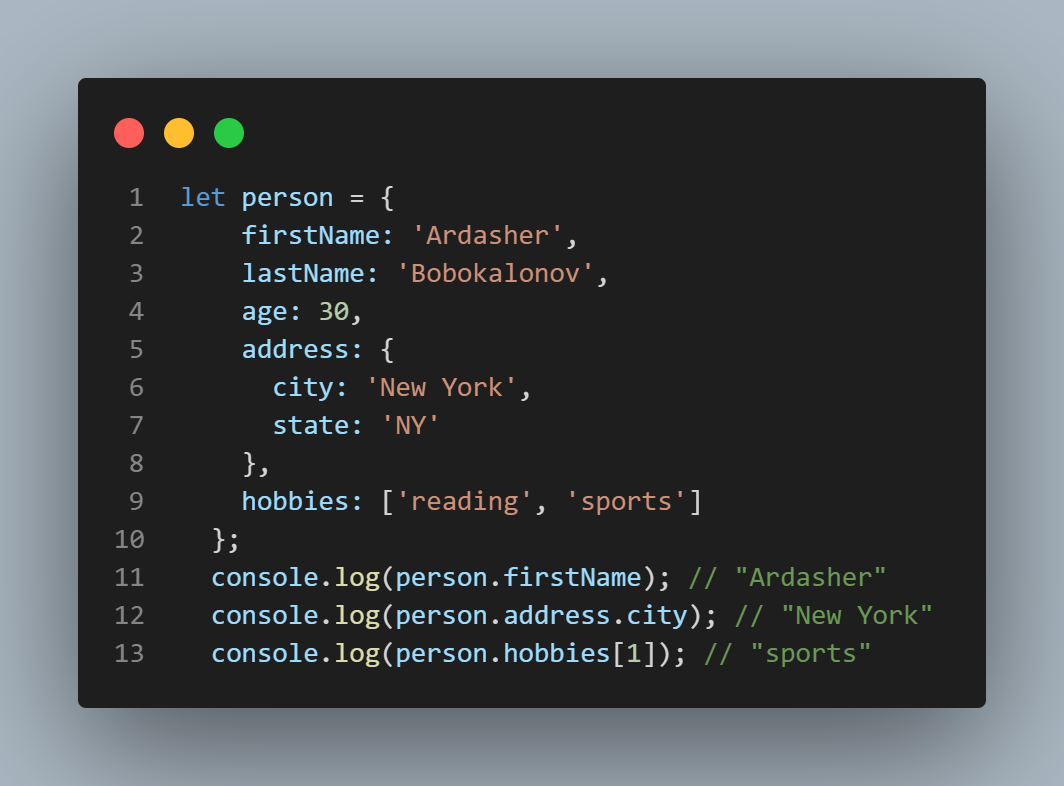 1 let person = {
2 firstName: 'Ardasher',
3 lastName: 'Bobokalonov',
4 age: 30,
5 address: {
6 city: 'New York',
7 state: 'NY'
8 },
9 hobbies: ['reading', 'sports']
10 };
11 console.log(person.firstName); // "Ardasher"
12 console.log(person.address.city); // "New York"
13 console.log(person.hobbies[1]); // "sports"